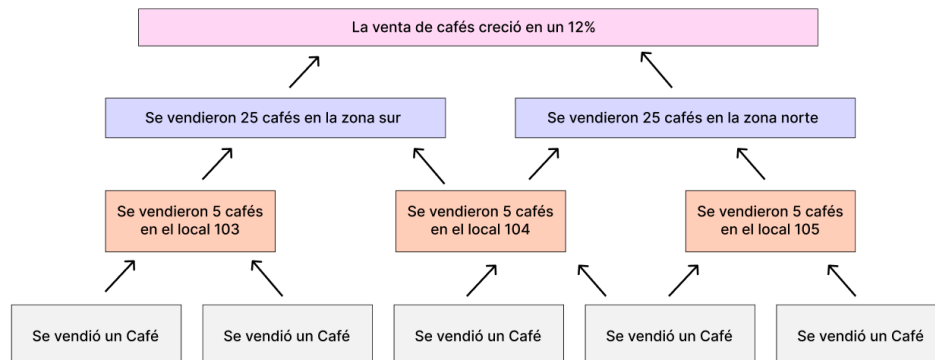 La venta de cafés creció en un 12%
Se vendieron 25 cafés en la zona sur
Se vendieron 25 cafés en la zona norte
Se vendieron 5 cafés
en el local 103
Se vendieron 5 cafés
en el local 104
Se vendieron 5 cafés
en el local 105
Se vendió un Café
Se vendió un Café
Se vendió un Café
Se vendió un Café
Se vendió un Café